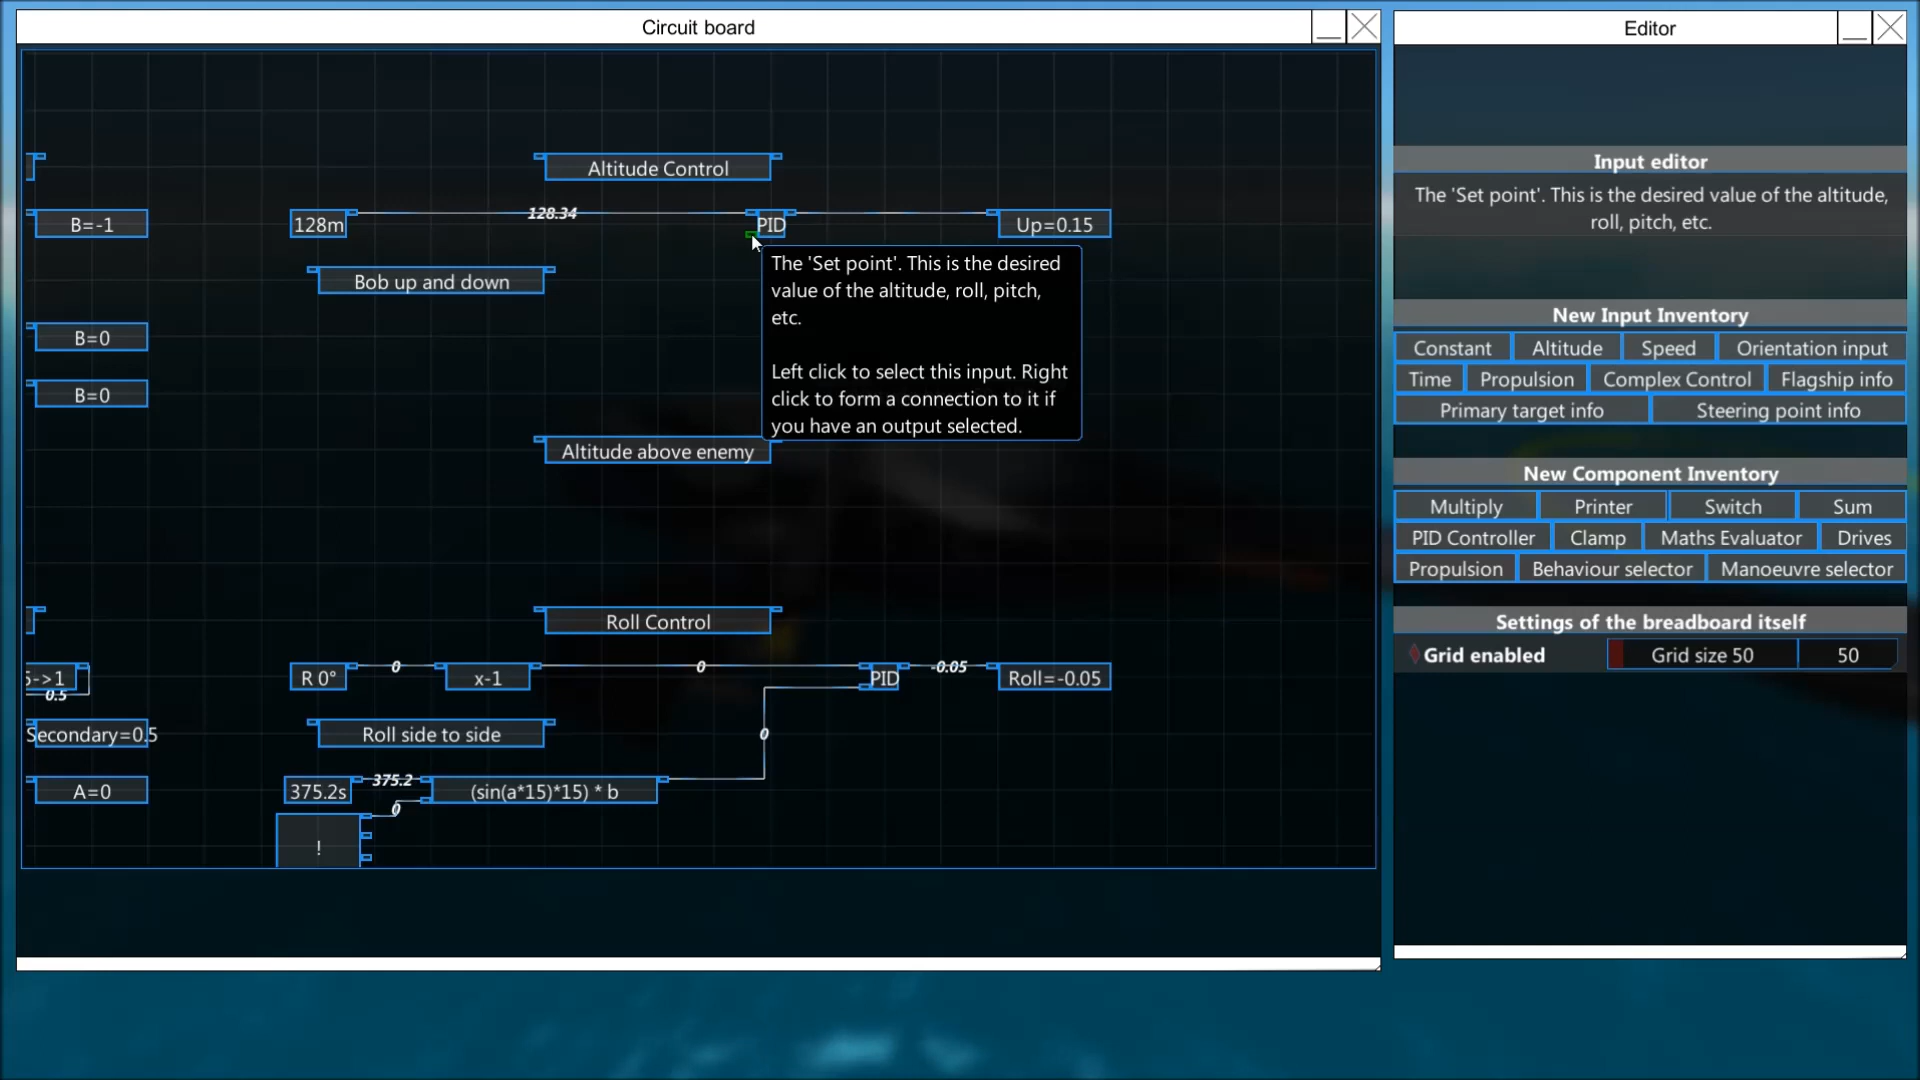 Circuit board
Altitude Control
B=-1
128m
128.34
PID
Up=0.15
Bob up and down
The 'Set point'. This is the desired
value of the altitude, roll, pitch,
etc.
Left click to select this input. Right
click to form a connection to it if
you have an output selected.
B=0
B=0
Altitude above enemy
Roll Control
5->1
0.5
R 0°
0
x-1
0
PID
-0.05
Roll=-0.05
Secondary=0.5
Roll side to side
0
A=0
375.2s
375.2
0
(sin(a*15)*15) * b
!
Editor
Input editor
The 'Set point'. This is the desired value of the altitude,
roll, pitch, etc.
New Input Inventory
Constant Altitude Speed Orientation input
Time Propulsion Complex Control Flagship info
Primary target info Steering point info
New Component Inventory
Multiply Printer Switch Sum
PID Controller Clamp Maths Evaluator Drives
Propulsion Behaviour selector Manoeuvre selector
Settings of the breadboard itself
Grid enabled Grid size 50 50